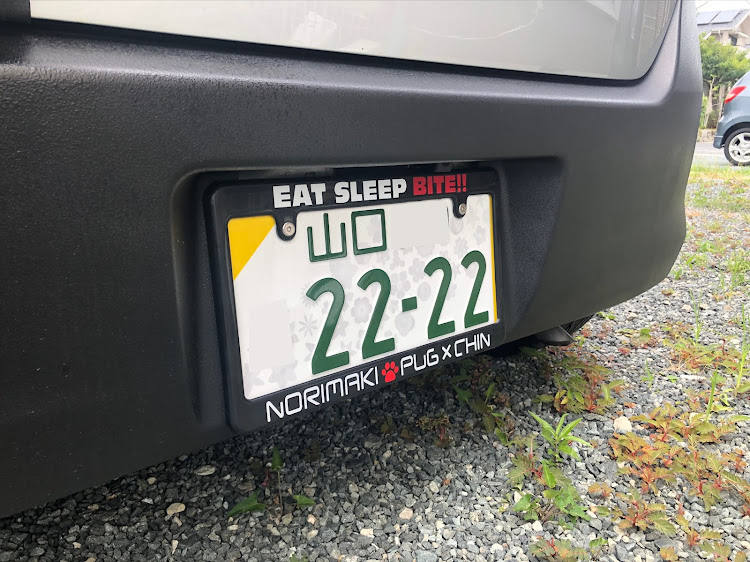 EAT SLEEP BITE!!
山口
22-22
NORIMAKI PUG×CHIN